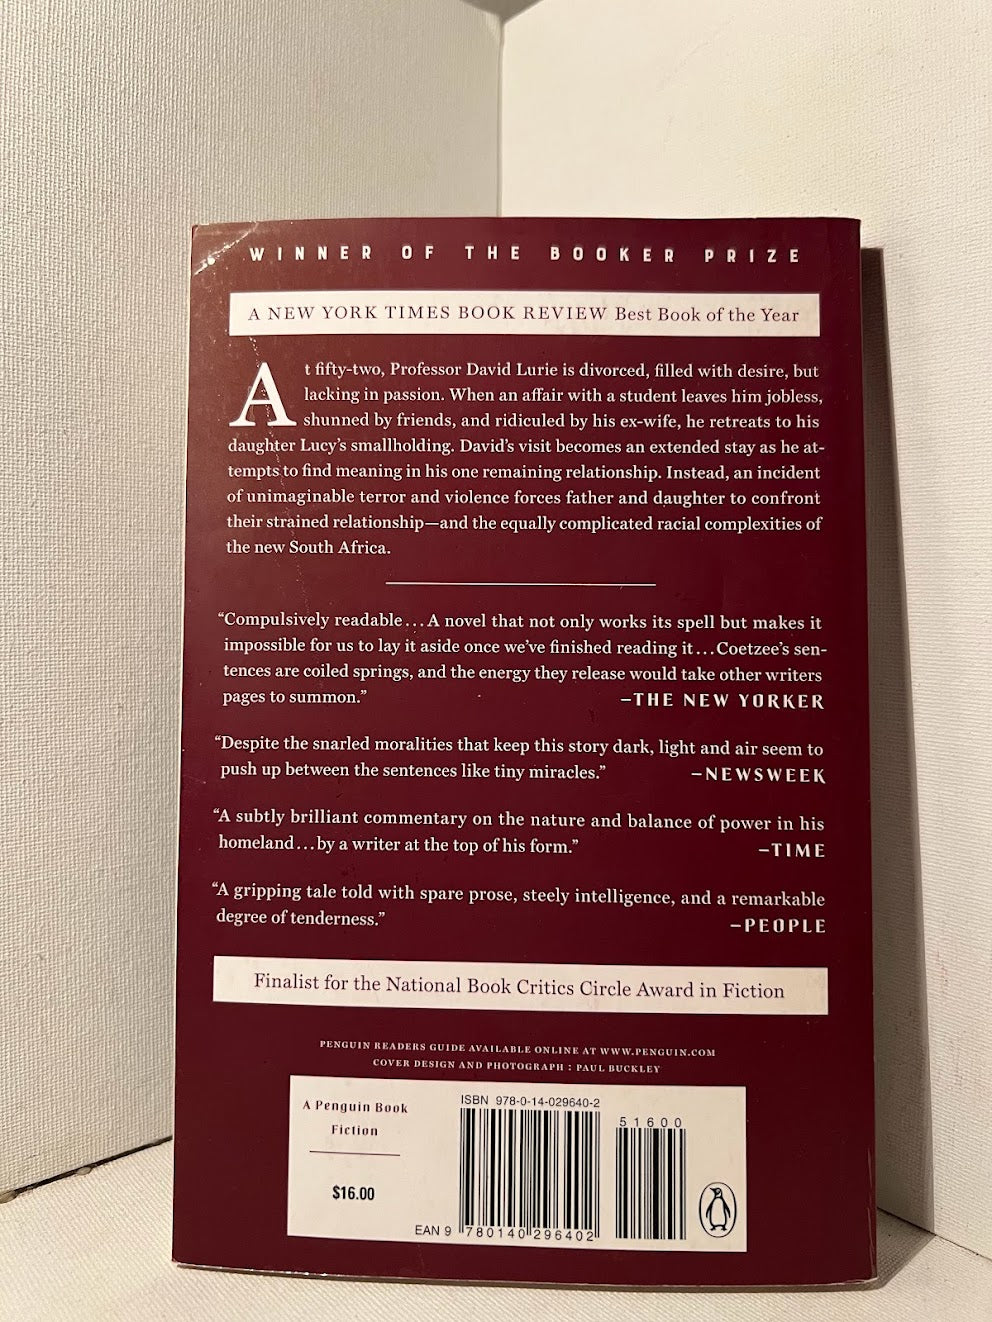 WINNER OF THE BOOKER PRIZE
A NEW YORK TIMES BOOK REVIEW Best Book of the Year
At fifty-two, Professor David Lurie is divorced, filled with desire, but
lacking in passion. When an affair with a student leaves him jobless,
shunned by friends, and ridiculed by his ex-wife, he retreats to his
daughter Lucy's smallholding. David's visit becomes an extended stay as he at-
tempts to find meaning in his one remaining relationship. Instead, an incident
of unimaginable terror and violence forces father and daughter to confront
their strained relationship—and the equally complicated racial complexities of
the new South Africa.
“Compulsively readable...A novel that not only works its spell but makes it
impossible for us to lay it aside once we've finished reading it...Coetzee's sen-
tences are coiled springs, and the energy they release would take other writers
pages to summon.” –THE NEW YORKER
“Despite the snarled moralities that keep this story dark, light and air seem to
push up between the sentences like tiny miracles.” –NEWSWEEK
“A subtly brilliant commentary on the nature and balance of power in his
homeland...by a writer at the top of his form.” –TIME
“A gripping tale told with spare prose, steely intelligence, and a remarkable
degree of tenderness.” –PEOPLE
Finalist for the National Book Critics Circle Award in Fiction
PENGUIN READERS GUIDE AVAILABLE ONLINE AT WWW.PENGUIN.COM
COVER DESIGN AND PHOTOGRAPH : PAUL BUCKLEY
A Penguin Book
Fiction
$16.00
ISBN 978-0-14-029640-2
51600
EAN 9 780140 296402